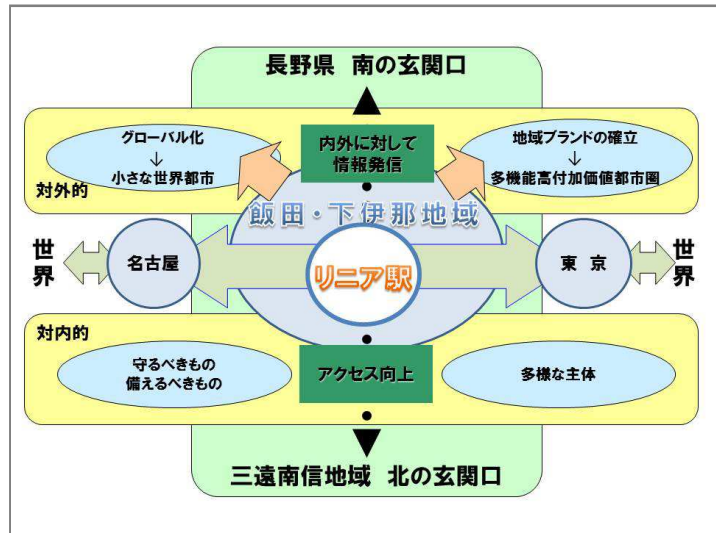 長野県 南の玄関口
グローバル化
↓
小さな世界都市
内外に対して
情報発信
地域ブランドの確立
↓
多機能高付加価値都市圏
対外的
飯田・下伊那地域
世界
名古屋
リニア駅
東 京
世界
対内的
守るべきもの
備えるべきもの
アクセス向上
多様な主体
三遠南信地域 北の玄関口